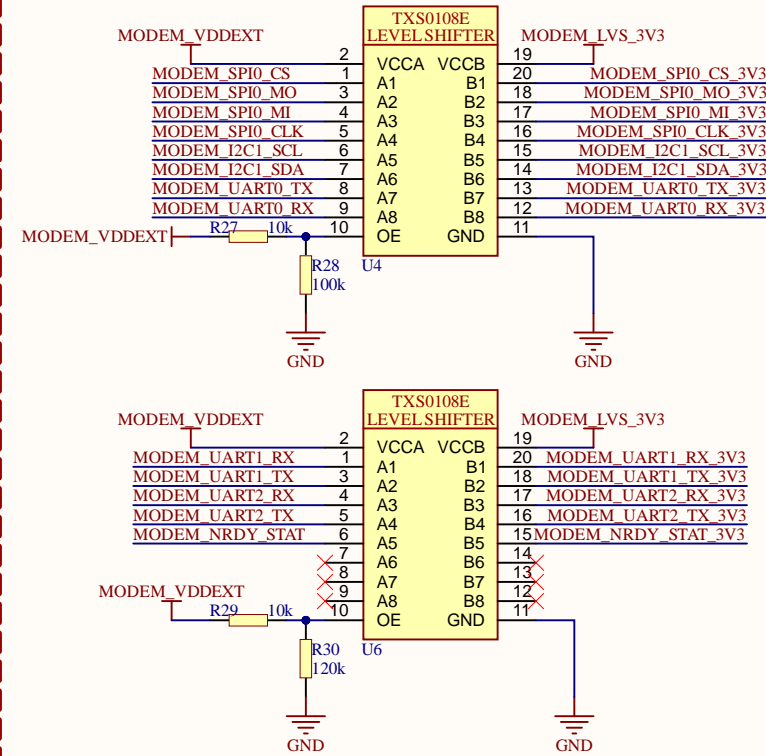 TXS0108E
LEVEL SHIFTER
MODEM_VDDEXT
MODEM_LVS_3V3
2 VCCA VCCB 19
MODEM_SPI0_CS 1 A1 B1 20 MODEM_SPI0_CS_3V3
MODEM_SPI0_MO 3 A2 B2 18 MODEM_SPI0_MO_3V3
MODEM_SPI0_MI 4 A3 B3 17 MODEM_SPI0_MI_3V3
MODEM_SPI0_CLK 5 A4 B4 16 MODEM_SPI0_CLK_3V3
MODEM_I2C1_SCL 6 A5 B5 15 MODEM_I2C1_SCL_3V3
MODEM_I2C1_SDA 7 A6 B6 14 MODEM_I2C1_SDA_3V3
MODEM_UART0_TX 8 A7 B7 13 MODEM_UART0_TX_3V3
MODEM_UART0_RX 9 A8 B8 12 MODEM_UART0_RX_3V3
MODEM_VDDEXT R27 10k 10 OE GND 11
R28
100k
U4
GND GND
TXS0108E
LEVEL SHIFTER
MODEM_VDDEXT
MODEM_LVS_3V3
2 VCCA VCCB 19
MODEM_UART1_RX 1 A1 B1 20 MODEM_UART1_RX_3V3
MODEM_UART1_TX 3 A2 B2 18 MODEM_UART1_TX_3V3
MODEM_UART2_RX 4 A3 B3 17 MODEM_UART2_RX_3V3
MODEM_UART2_TX 5 A4 B4 16 MODEM_UART2_TX_3V3
MODEM_NRDY_STAT 6 A5 B5 15 MODEM_NRDY_STAT_3V3
7 A6 B6 14
8 A7 B7 13
9 A8 B8 12
MODEM_VDDEXT
R29 10k 10 OE GND 11
R30
120k
U6
GND GND